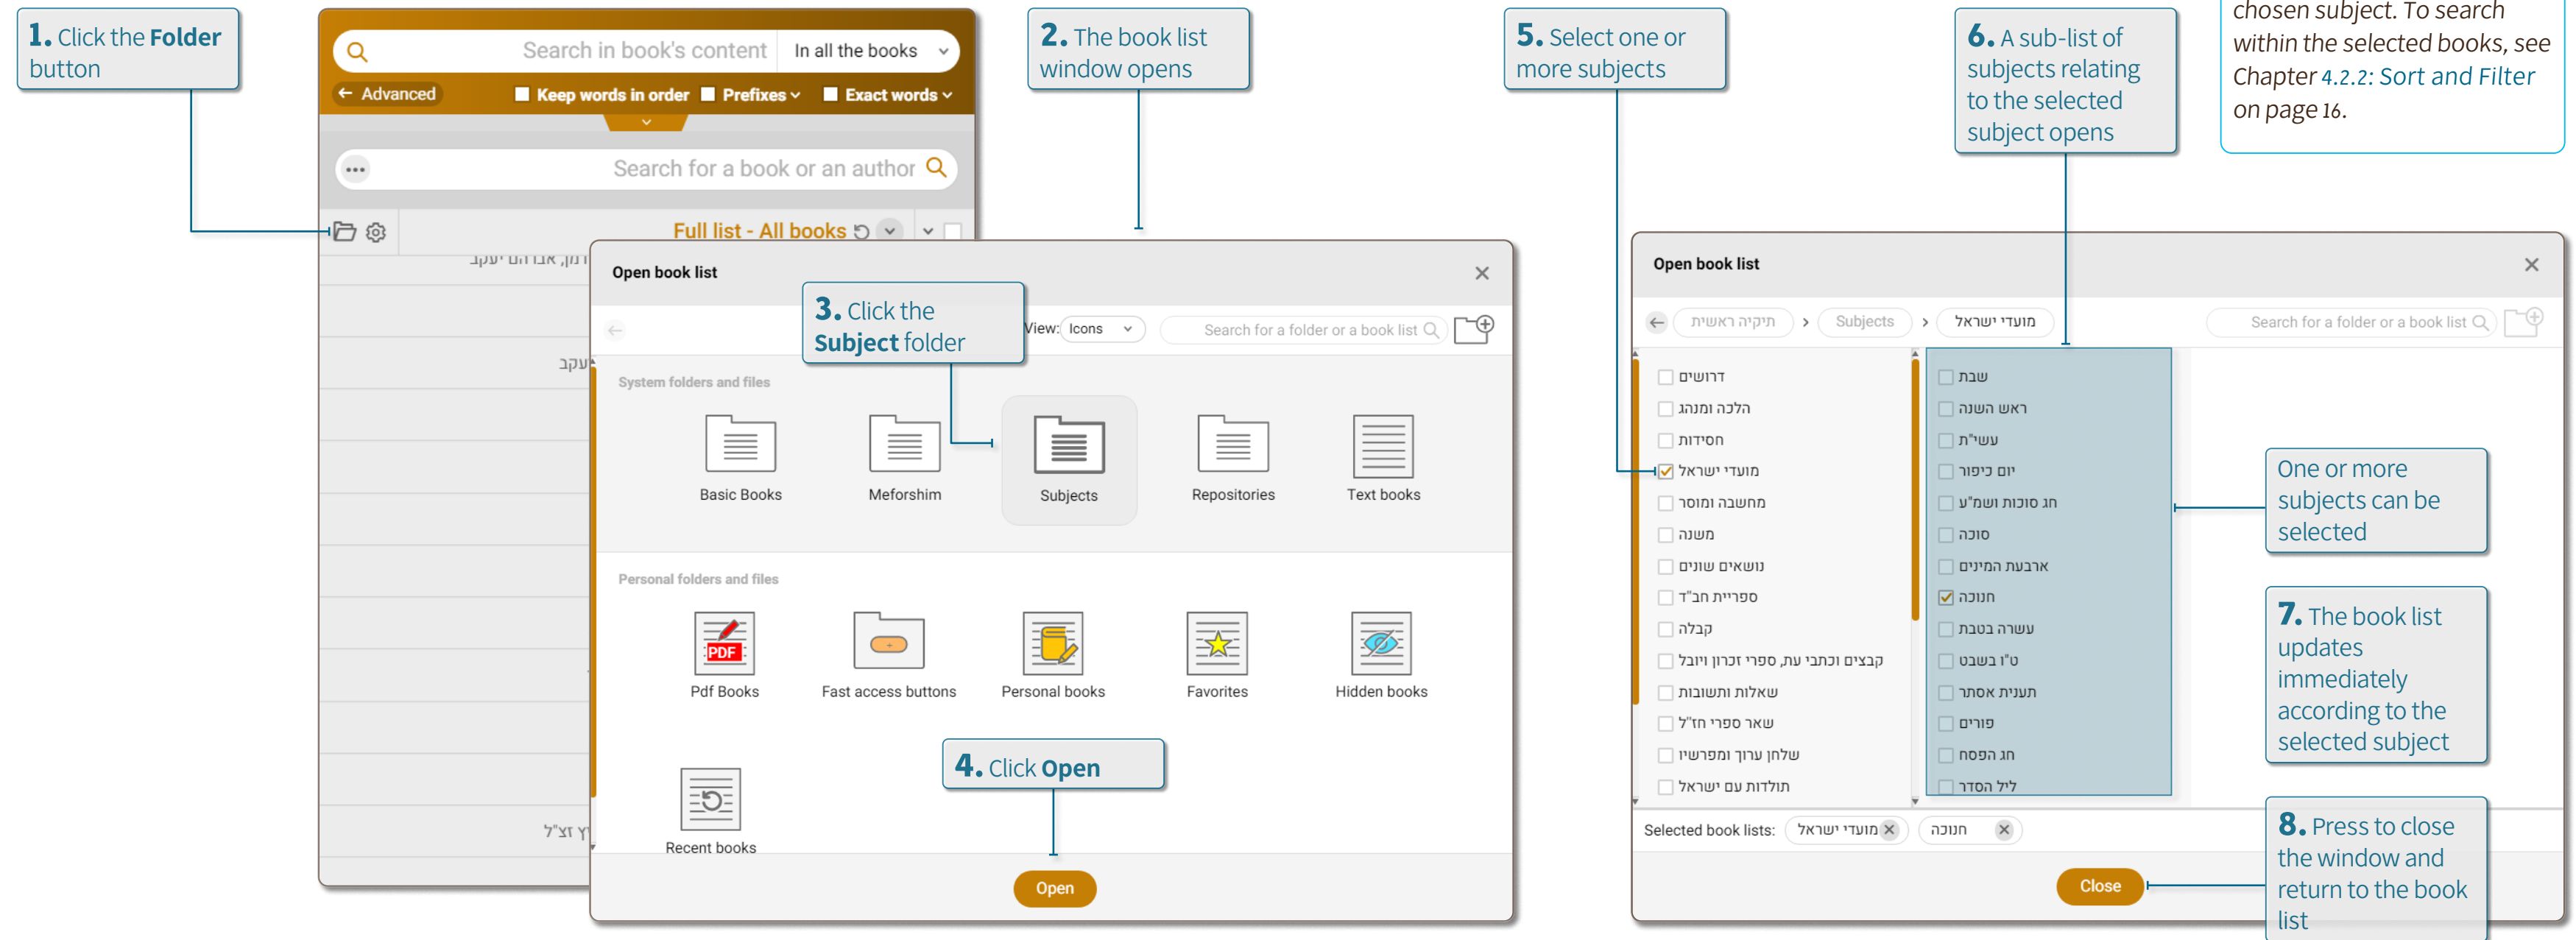 1. Click the Folder
button
Search in book's content
In all the books
← Advanced
Keep words in order
Prefixes
Exact words
Search for a book or an author
Full list - All books
2. The book list
window opens
Open book list
3. Click the
Subject folder
View: Icons
Search for a folder or a book list
System folders and files
Basic Books
Meforshim
Subjects
Repositories
Text books
Personal folders and files
PDF
Pdf Books
Fast access buttons
Personal books
Favorites
Hidden books
Recent books
4. Click Open
Open
5. Select one or
more subjects
6. A sub-list of
subjects relating
to the selected
subject opens
chosen subject. To search
within the selected books, see
Chapter 4.2.2: Sort and Filter
on page 16.
Open book list
תיקיה ראשית
Subjects
מועדי ישראל
Search for a folder or a book list
דרושים
הלכה ומנהג
חסידות
מועדי ישראל
מחשבה ומוסר
משנה
נושאים שונים
ספריית חב"ד
קבלה
קבצים וכתבי עת, ספרי זכרון ויובל
שאלות ותשובות
שאר ספרי חז"ל
שלחן ערוך ומפרשיו
תולדות עם ישראל
שבת
ראש השנה
עשי"ת
יום כיפור
חג סוכות ושמ"ע
סוכה
ארבעת המינים
חנוכה
עשרה בטבת
ט"ו בשבט
תענית אסתר
פורים
חג הפסח
ליל הסדר
One or more
subjects can be
selected
7. The book list
updates
immediately
according to the
selected subject
Selected book lists:
מועדי ישראל
חנוכה
8. Press to close
the window and
return to the book
list
Close